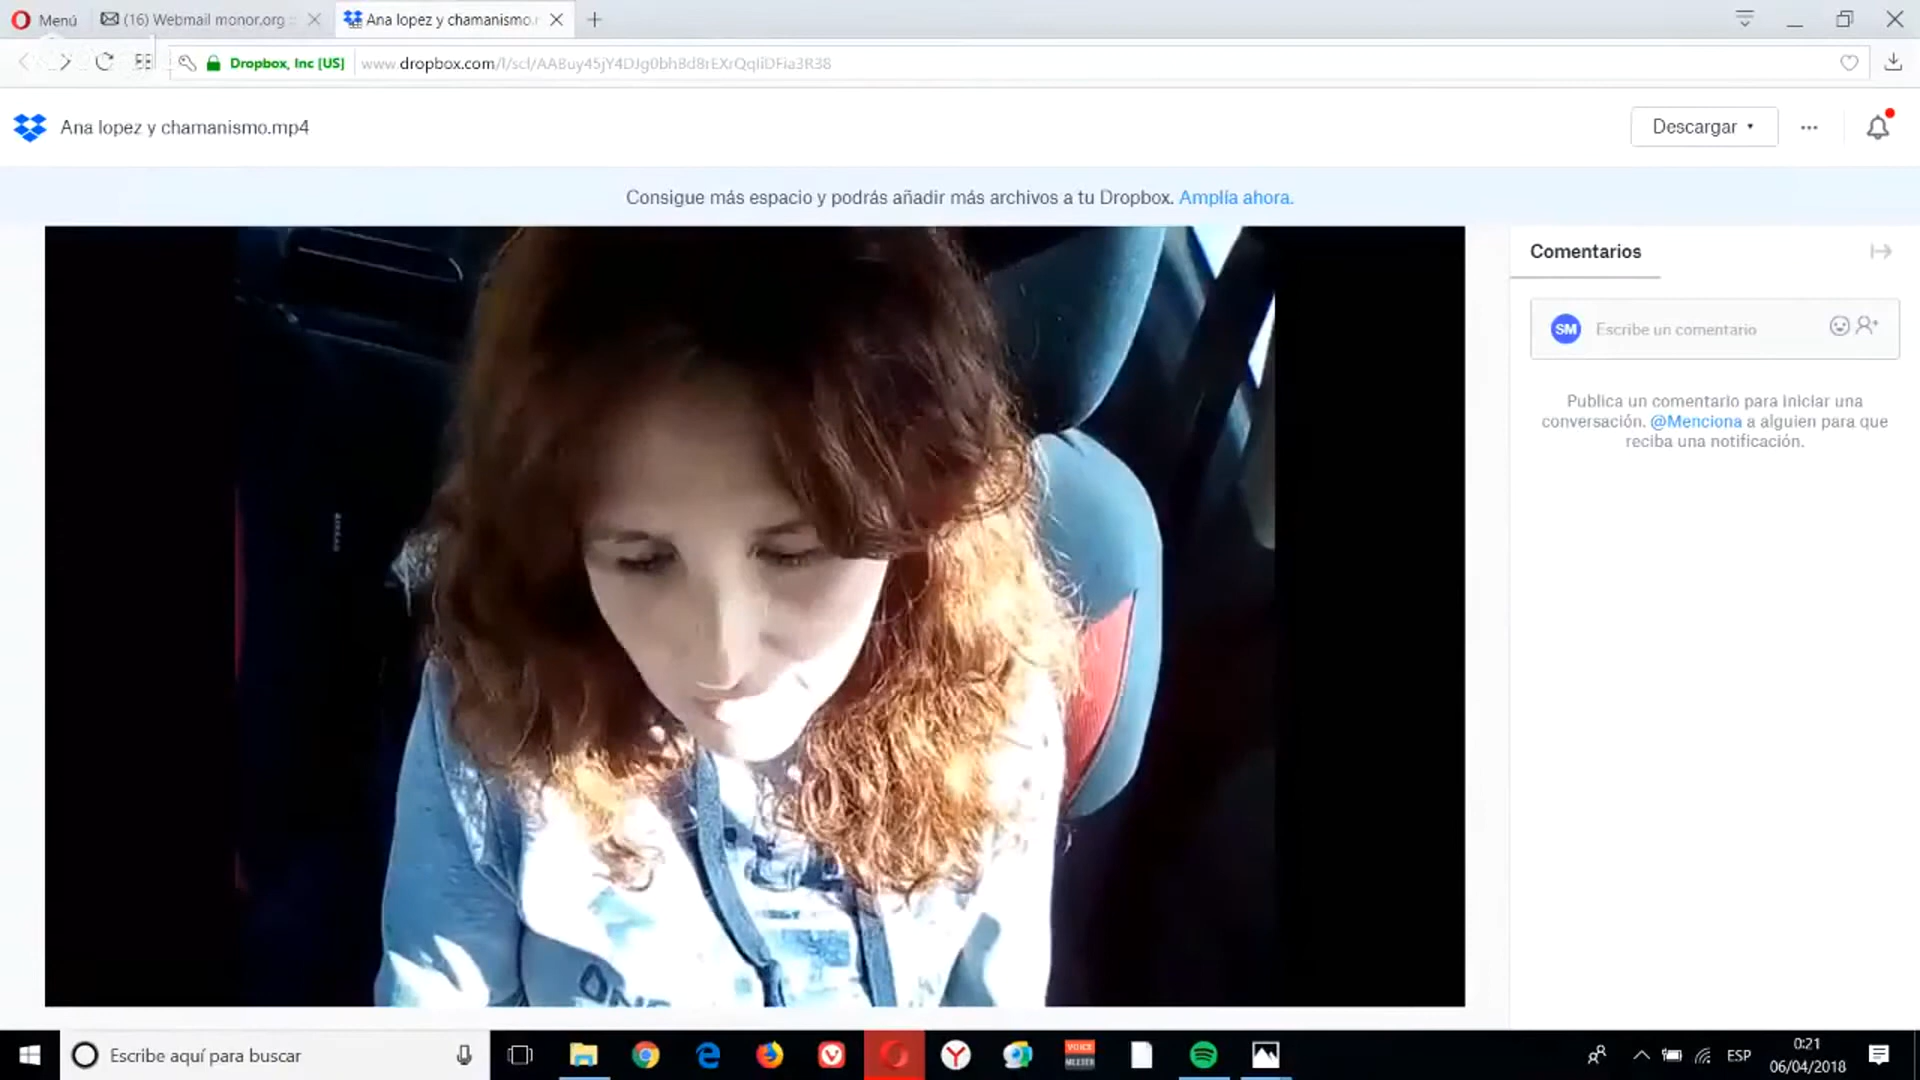 Menú
(16) Webmail monor.org
Ana lopez y chamanismo.
Dropbox, Inc [US]
www.dropbox.com/l/scl/AABuy45jY4DJg0bhBd8rEXrQqliDFia3R38
Ana lopez y chamanismo.mp4
Descargar
Consigue más espacio y podrás añadir más archivos a tu Dropbox. Amplía ahora.
Comentarios
SM
Escribe un comentario
Publica un comentario para iniciar una
conversación. @Menciona a alguien para que
reciba una notificación.
Escribe aquí para buscar
VOICE
MEETER
ESP
0:21
06/04/2018